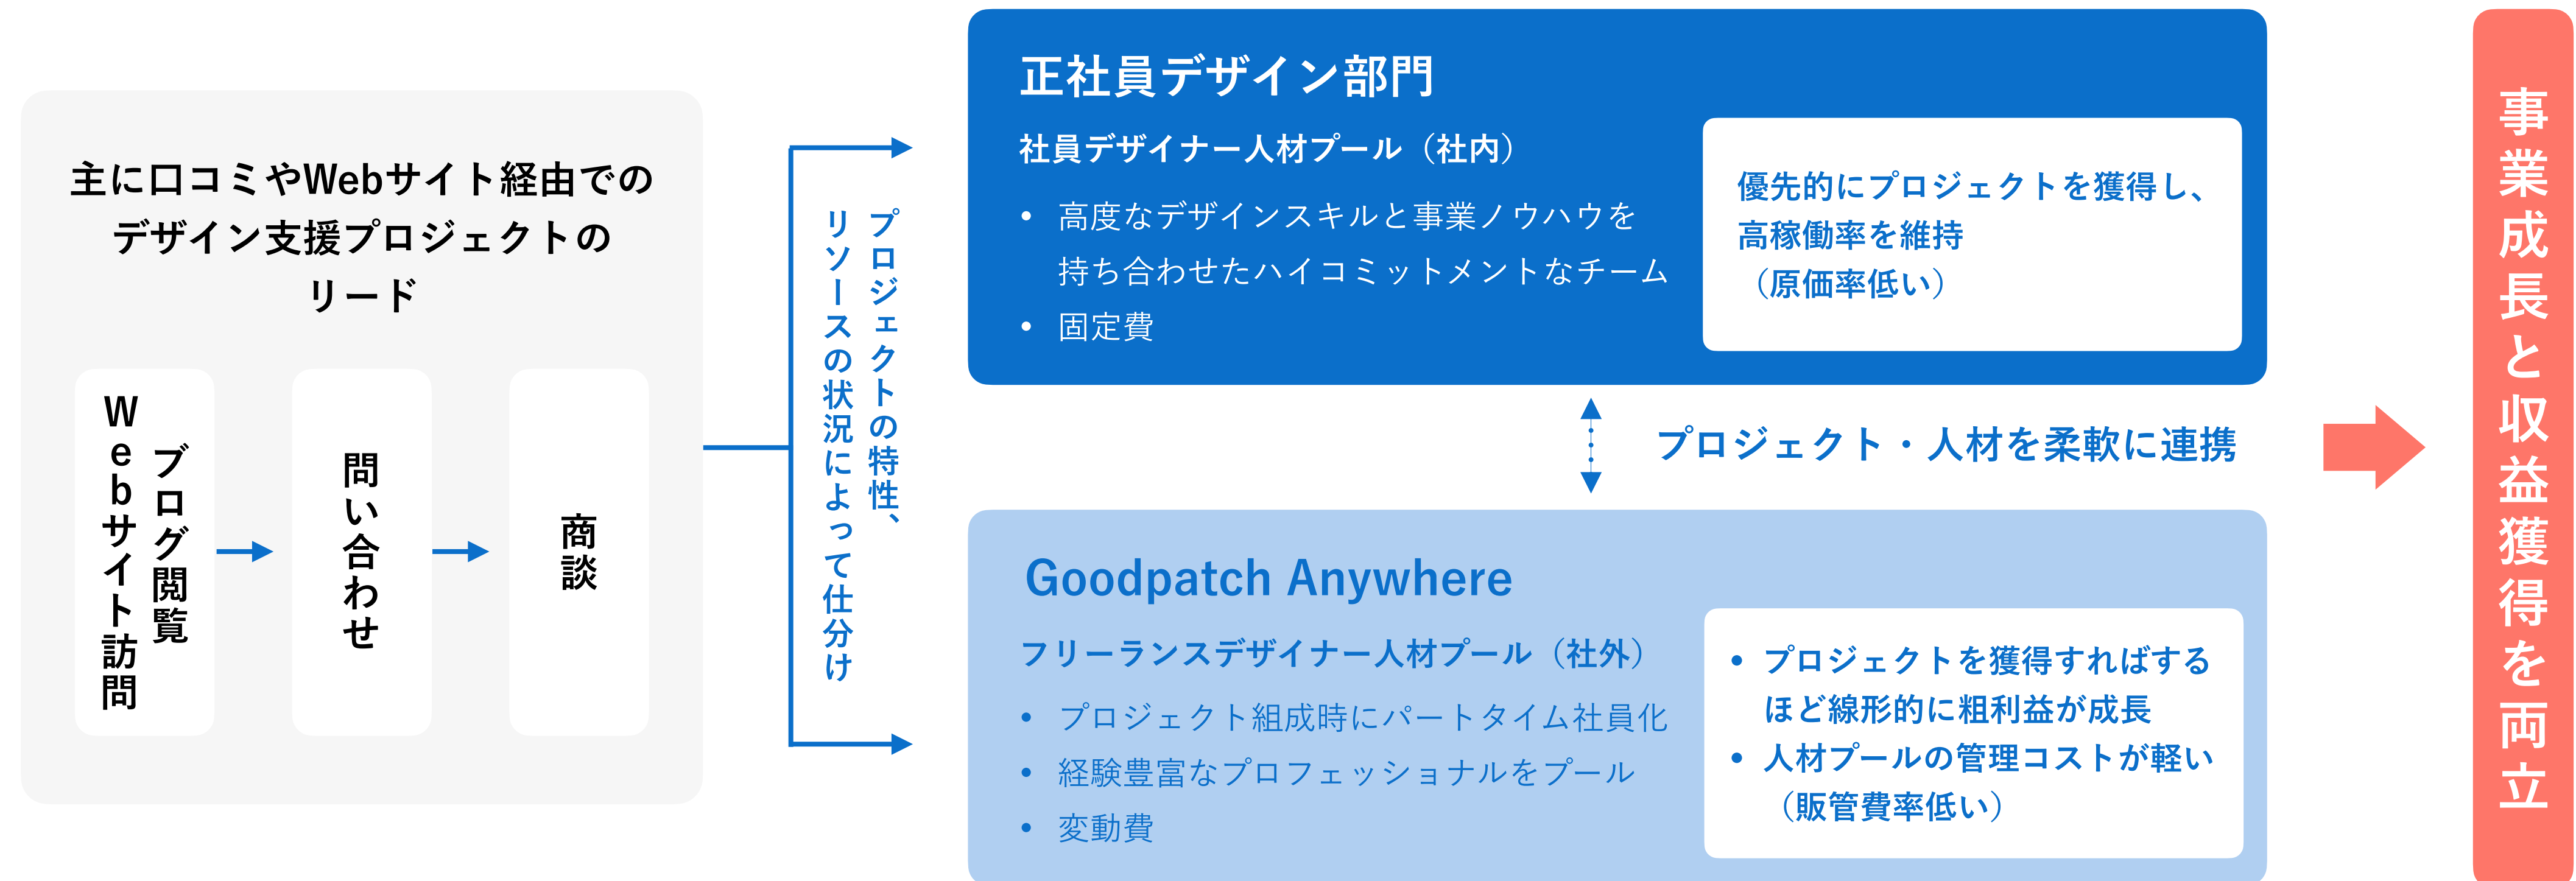 主に口コミやWebサイト経由での
デザイン支援プロジェクトの
リード
ブログ閲覧
Webサイト訪問
問い合わせ
商談
プロジェクトの特性、
リソースの状況によって仕分け
正社員デザイン部門
社員デザイナー人材プール（社内）
• 高度なデザインスキルと事業ノウハウを
持ち合わせたハイコミットメントなチーム
• 固定費
優先的にプロジェクトを獲得し、
高稼働率を維持
（原価率低い）
プロジェクト・人材を柔軟に連携
Goodpatch Anywhere
フリーランスデザイナー人材プール（社外）
• プロジェクト組成時にパートタイム社員化
• 経験豊富なプロフェッショナルをプール
• 変動費
• プロジェクトを獲得すればする
ほど線形的に粗利益が成長
• 人材プールの管理コストが軽い
（販管費率低い）
事業成長と収益獲得を両立